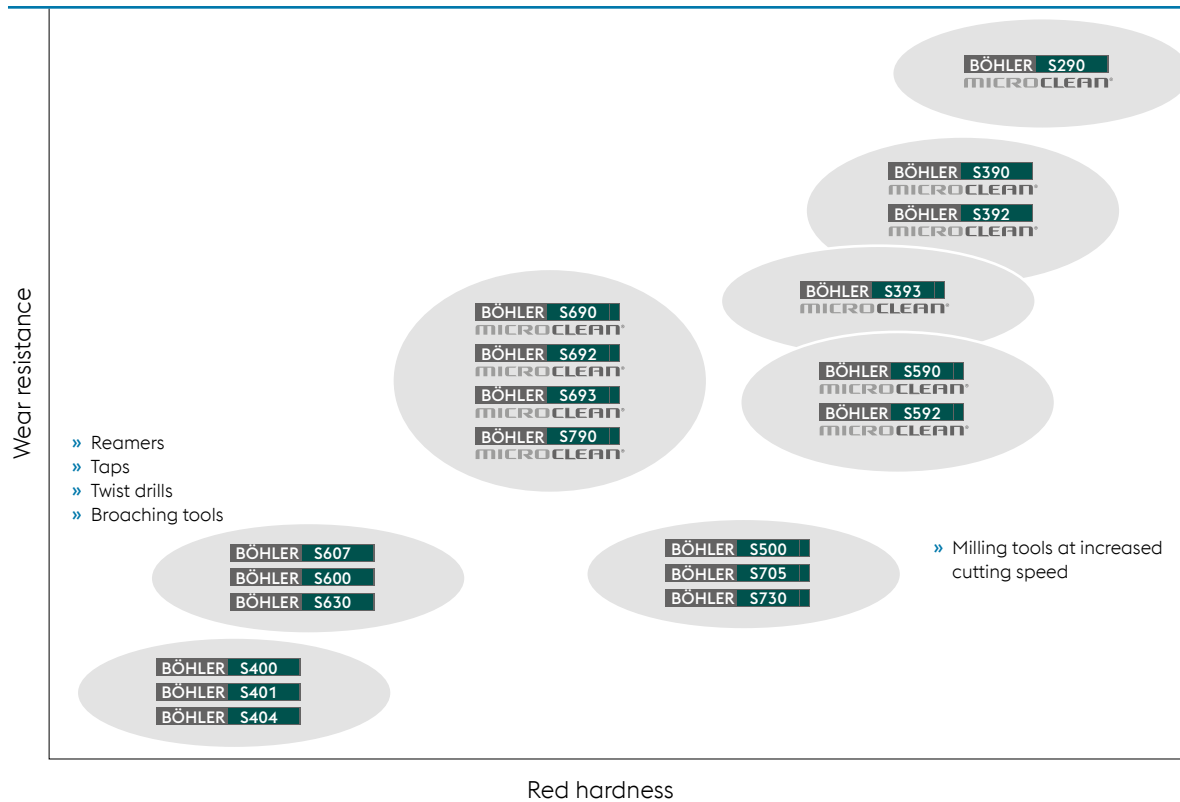 BÖHLER S290
MICROCLEAN®
BÖHLER S390
MICROCLEAN®
BÖHLER S392
MICROCLEAN®
BÖHLER S393
MICROCLEAN®
BÖHLER S690
MICROCLEAN®
BÖHLER S692
MICROCLEAN®
BÖHLER S693
MICROCLEAN®
BÖHLER S790
MICROCLEAN®
BÖHLER S590
MICROCLEAN®
BÖHLER S592
MICROCLEAN®
Wear resistance
» Reamers
» Taps
» Twist drills
» Broaching tools
BÖHLER S607
BÖHLER S600
BÖHLER S630
BÖHLER S500
BÖHLER S705
BÖHLER S730
» Milling tools at increased
cutting speed
BÖHLER S400
BÖHLER S401
BÖHLER S404
Red hardness